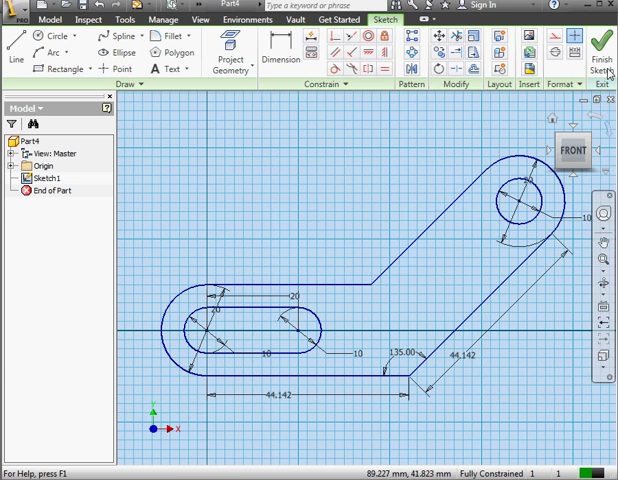 PRO
Part4
Type a keyword or phrase
Sign In
Model
Inspect
Tools
Manage
View
Environments
Vault
Get Started
Sketch
Line
Circle
Spline
Fillet
Arc
Ellipse
Polygon
Rectangle
Point
Text
Project
Geometry
Dimension
Finish
Sketch
Draw
Constrain
Pattern
Modify
Layout
Insert
Format
Exit
Model
Part4
View: Master
Origin
Sketch1
End of Part
FRONT
20
10
20
20
10
10
135.00
44.142
44.142
Y
X
For Help, press F1
89.227 mm, 41.823 mm
Fully Constrained
1
1